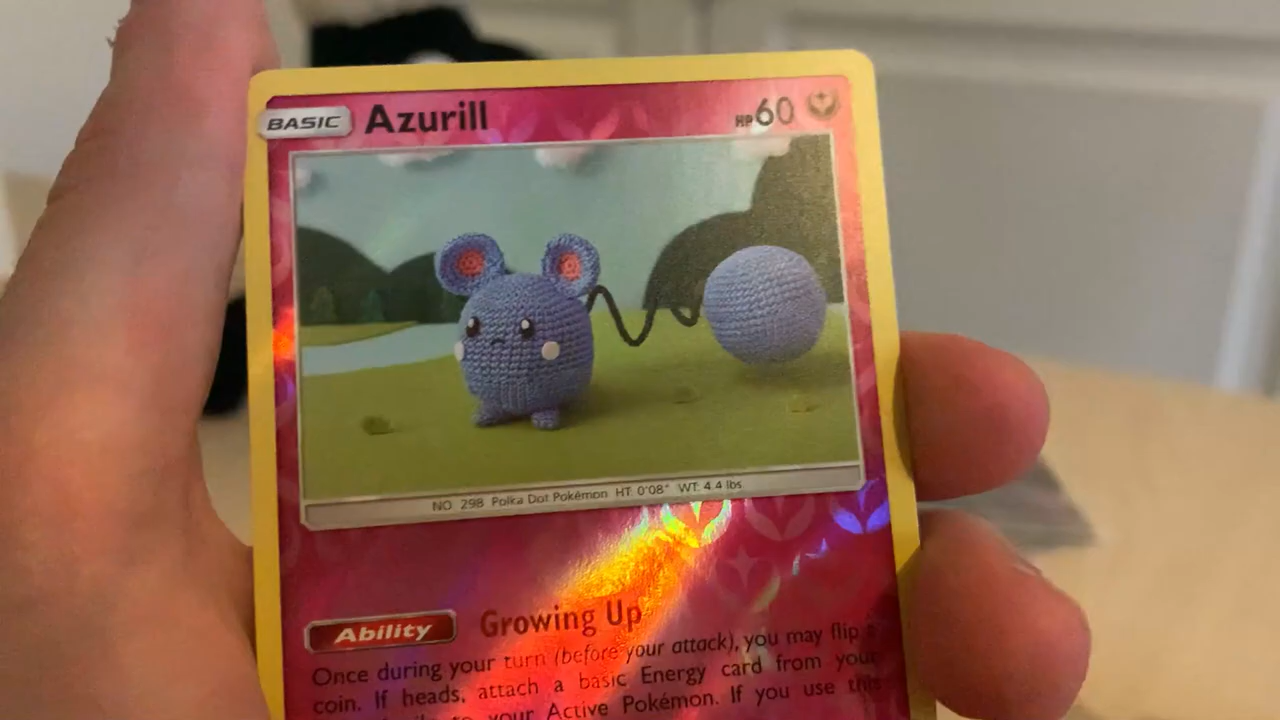 BASIC Azurill HP 60
NO. 298 Polka Dot Pokémon HT: 0'08" WT: 4.4 lbs
Ability Growing Up
Once during your turn (before your attack), you may flip a
coin. If heads, attach a basic Energy card from your
to your Active Pokémon. If you use this